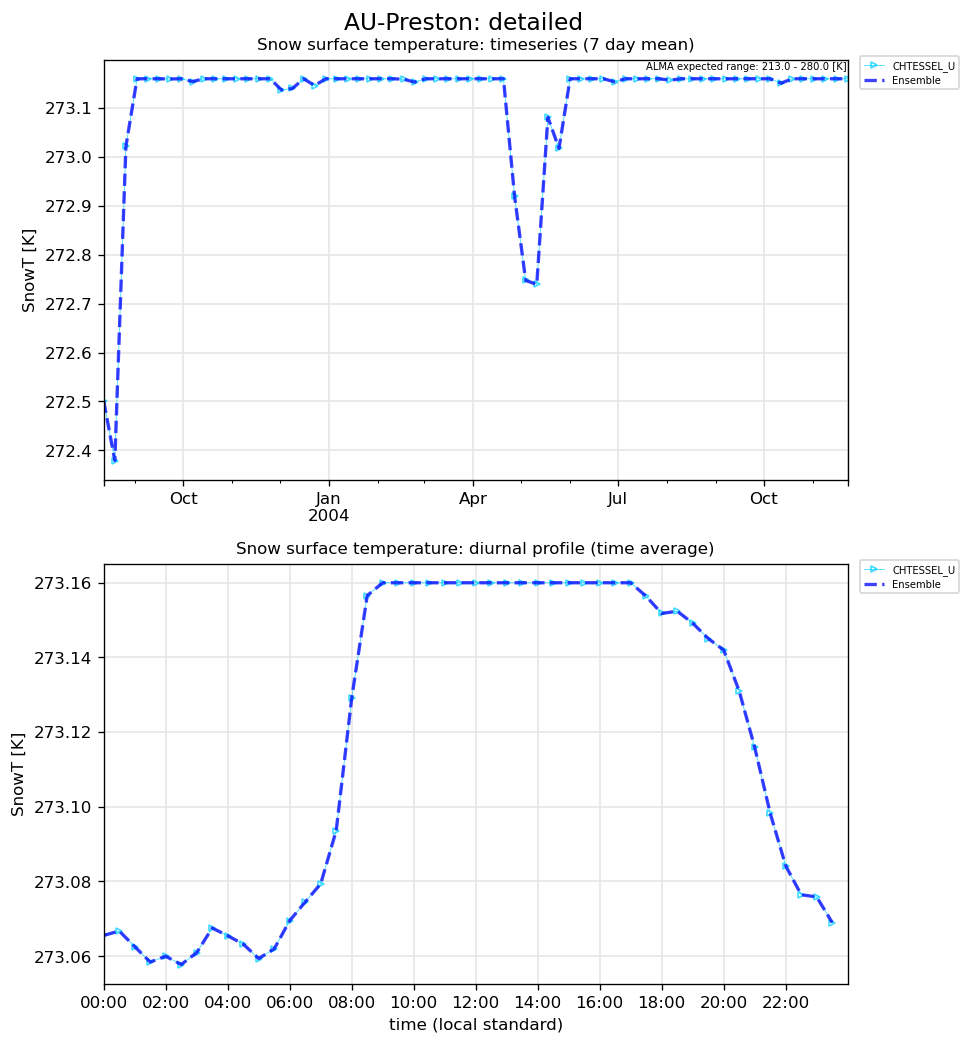 AU-Preston: detailed
Snow surface temperature: timeseries (7 day mean)
ALMA expected range: 213.0 - 280.0 [K]
CHTESSEL_U
Ensemble
SnowT [K]
273.1
273.0
272.9
272.8
272.7
272.6
272.5
272.4
Oct
Jan
2004
Apr
Jul
Oct
Snow surface temperature: diurnal profile (time average)
CHTESSEL_U
Ensemble
SnowT [K]
273.16
273.14
273.12
273.10
273.08
273.06
00:00 02:00 04:00 06:00 08:00 10:00 12:00 14:00 16:00 18:00 20:00 22:00
time (local standard)